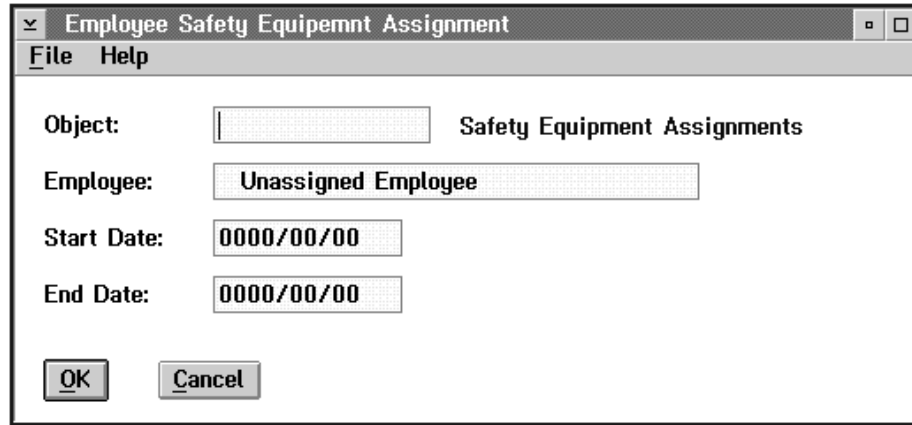 Employee Safety Equipemnt Assignment
File Help
Object: Safety Equipment Assignments
Employee: Unassigned Employee
Start Date: 0000/00/00
End Date: 0000/00/00
OK Cancel